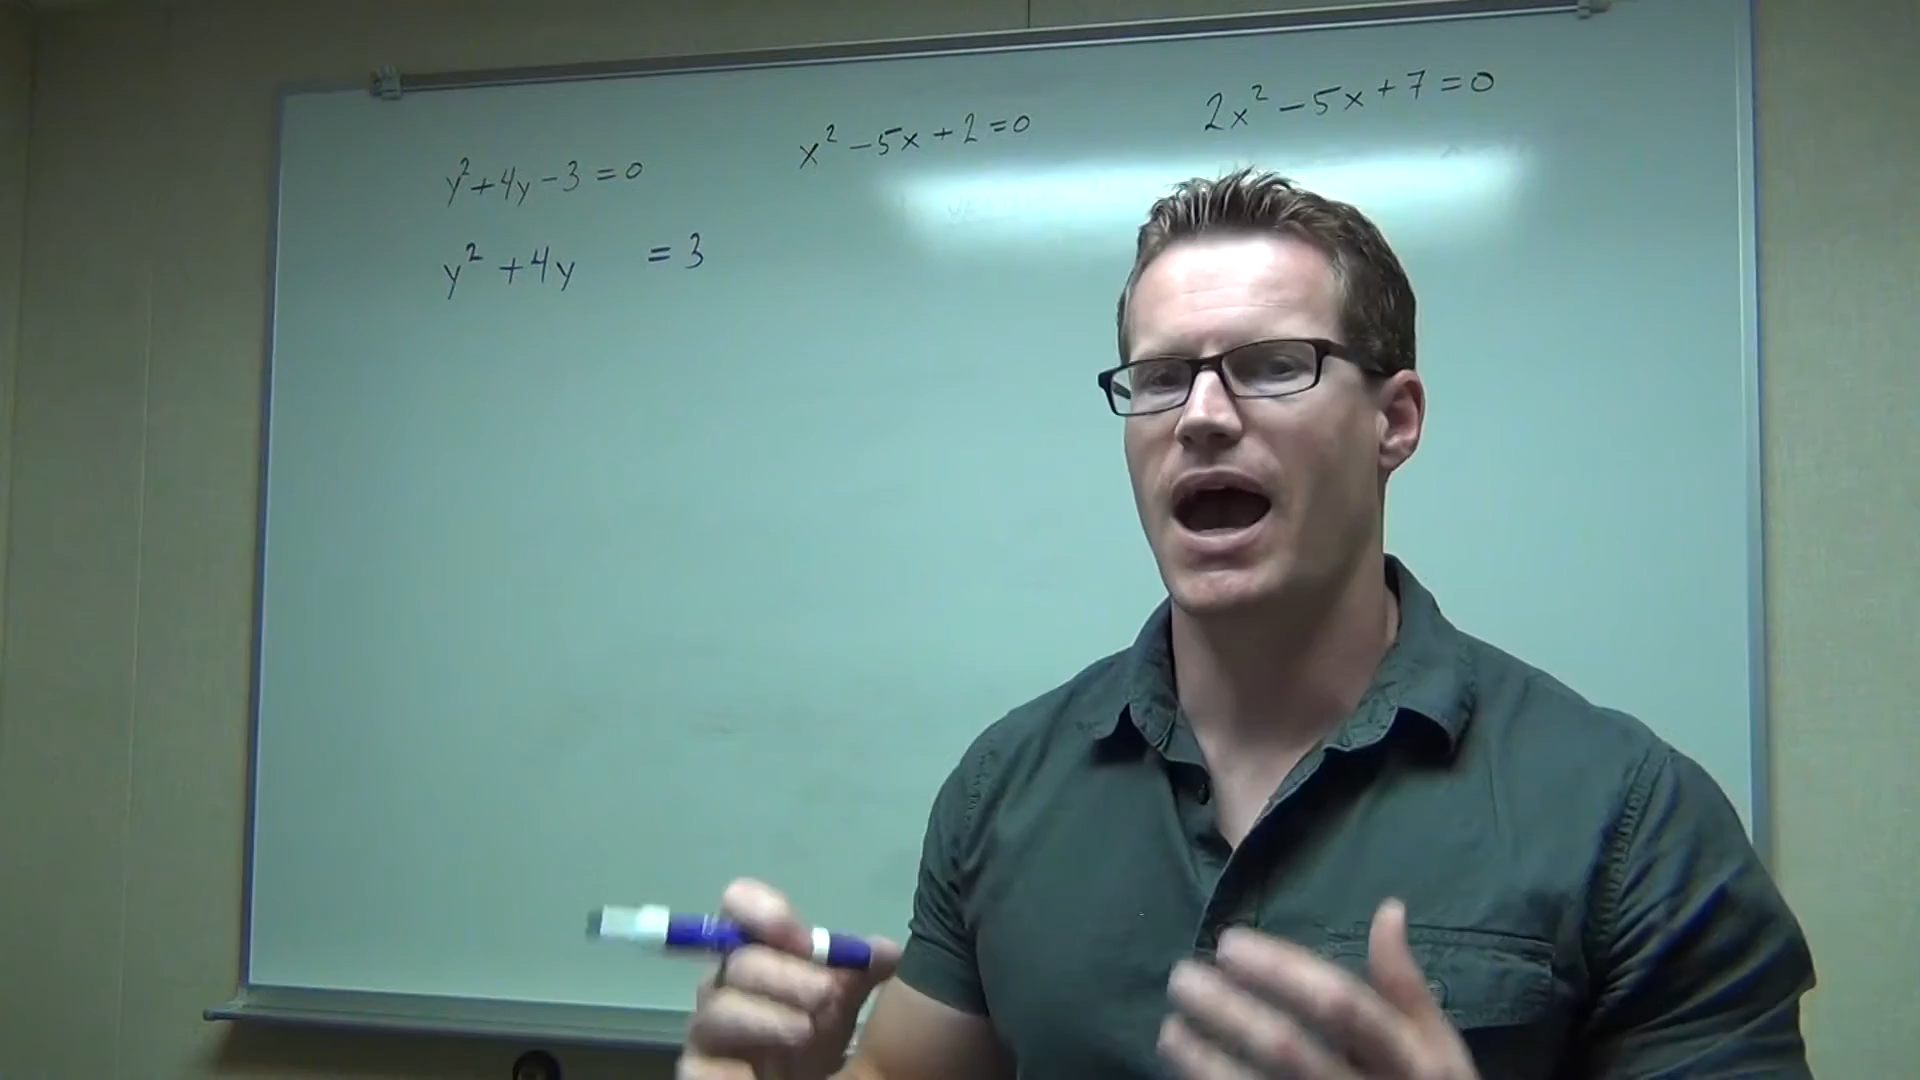 y² + 4y - 3 = 0
y² + 4y = 3
x² - 5x + 2 = 0
2x² - 5x + 7 = 0